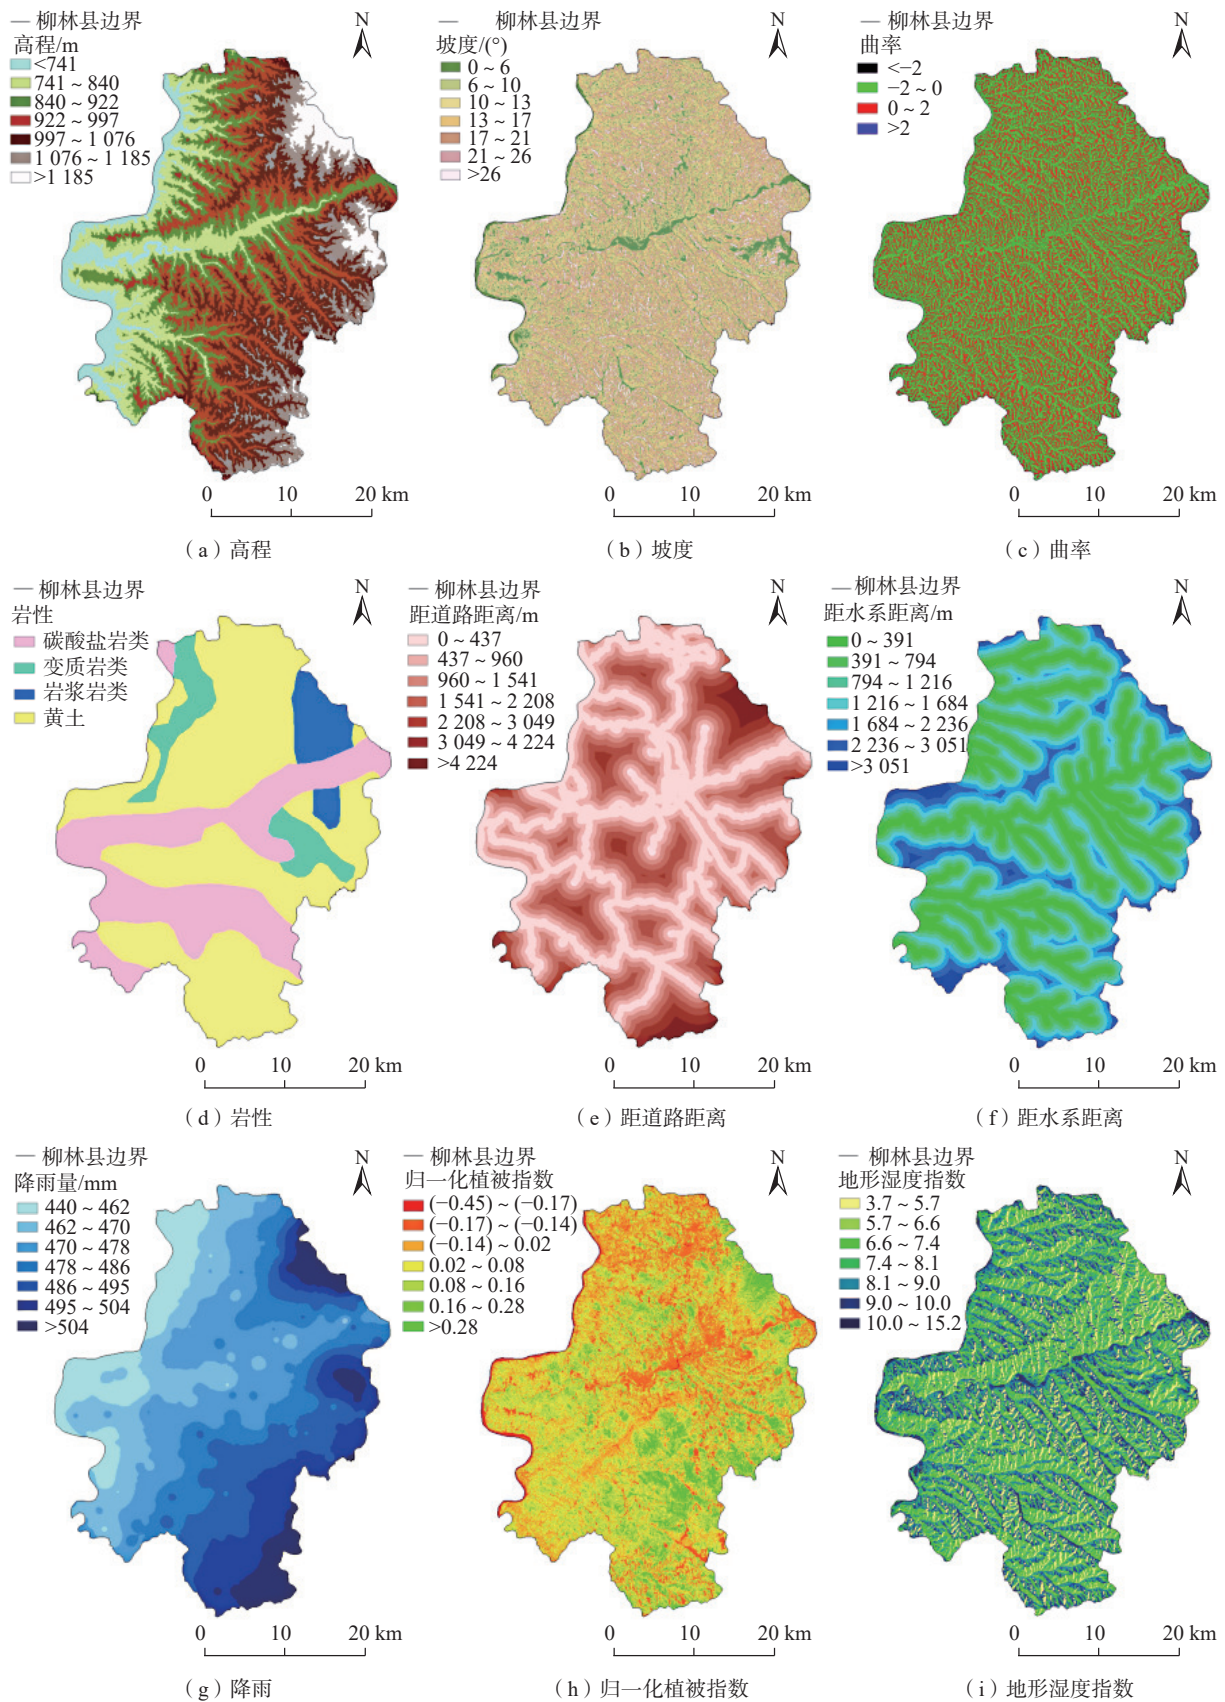 柳林县边界
高程/m
<741
741～840
840～922
922～997
997～1 076
1 076～1 185
>1 185
N
0 10 20 km
（a）高程
柳林县边界
坡度/(°)
0～6
6～10
10～13
13～17
17～21
21～26
>26
N
0 10 20 km
（b）坡度
柳林县边界
曲率
<−2
−2～0
0～2
>2
N
0 10 20 km
（c）曲率
柳林县边界
岩性
碳酸盐岩类
变质岩类
岩浆岩类
黄土
N
0 10 20 km
（d）岩性
柳林县边界
距道路距离/m
0～437
437～960
960～1 541
1 541～2 208
2 208～3 049
3 049～4 224
>4 224
N
0 10 20 km
（e）距道路距离
柳林县边界
距水系距离/m
0～391
391～794
794～1 216
1 216～1 684
1 684～2 236
2 236～3 051
>3 051
N
0 10 20 km
（f）距水系距离
柳林县边界
降雨量/mm
440～462
462～470
470～478
478～486
486～495
495～504
>504
N
0 10 20 km
（g）降雨
柳林县边界
归一化植被指数
(−0.45)～(−0.17)
(−0.17)～(−0.14)
(−0.14)～0.02
0.02～0.08
0.08～0.16
0.16～0.28
>0.28
N
0 10 20 km
（h）归一化植被指数
柳林县边界
地形湿度指数
3.7～5.7
5.7～6.6
6.6～7.4
7.4～8.1
8.1～9.0
9.0～10.0
10.0～15.2
N
0 10 20 km
（i）地形湿度指数